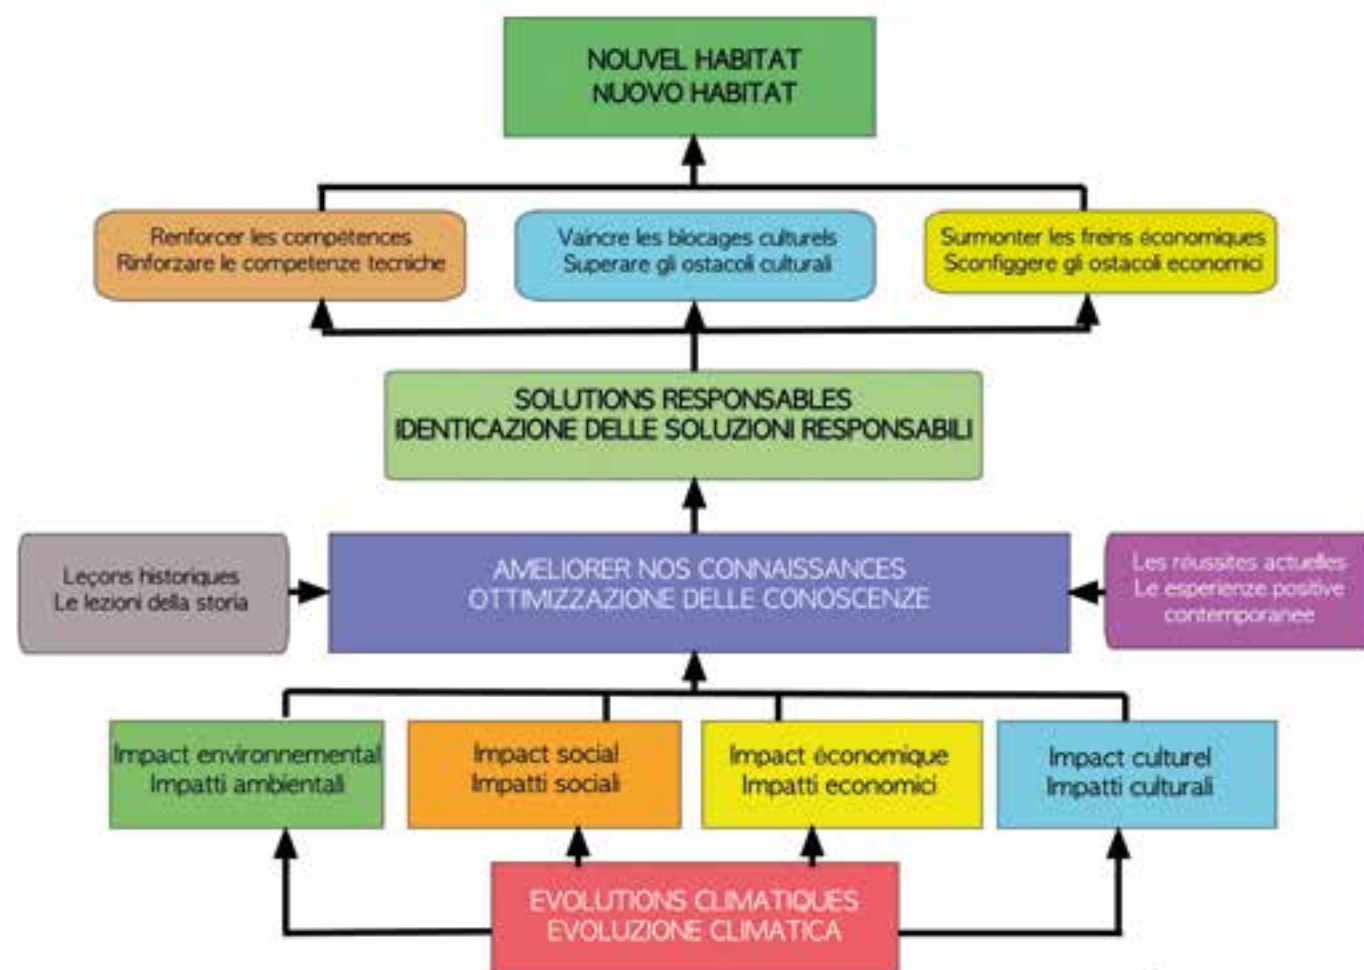 NOUVEL HABITAT
NUOVO HABITAT
Renforcer les compétences
Rinforzare le competenze tecniche
Vaincre les blocages culturels
Superare gli ostacoli culturali
Surmonter les freins économiques
Sconfiggere gli ostacoli economici
SOLUTIONS RESPONSABLES
IDENTICAZIONE DELLE SOLUZIONI RESPONSABILI
Leçons historiques
Le lezioni della storia
AMELIORER NOS CONNAISSANCES
OTTIMIZZAZIONE DELLE CONOSCENZE
Les réussites actuelles
Le esperienze positive
contemporanee
Impact environnemental
Impatti ambientali
Impact social
Impatti sociali
Impact économique
Impatti economici
Impact culturel
Impatti culturali
EVOLUTIONS CLIMATIQUES
EVOLUZIONE CLIMATICA